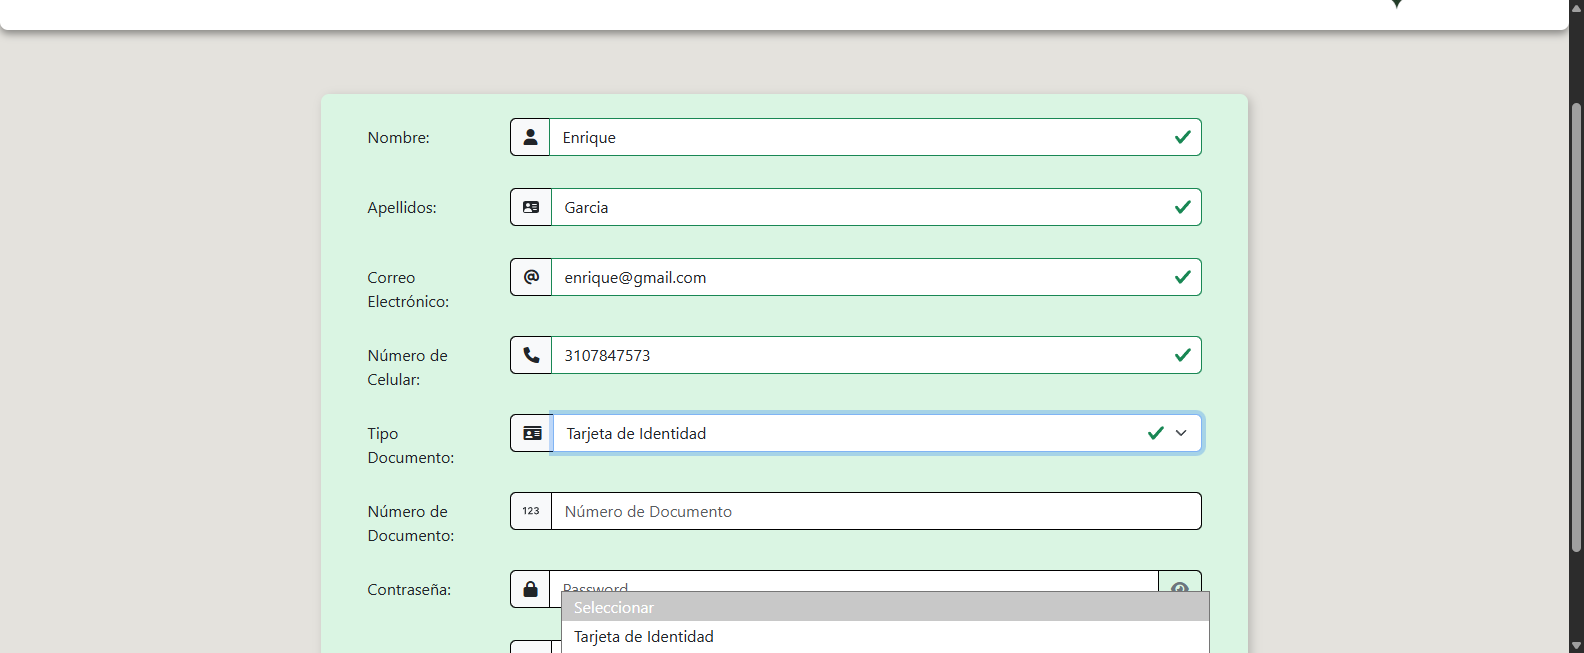 Nombre:
Enrique
Apellidos:
Garcia
Correo
Electrónico:
@
enrique@gmail.com
Número de
Celular:
3107847573
Tipo
Documento:
Tarjeta de Identidad
Número de
Documento:
123
Número de Documento
Contraseña:
Password
Seleccionar
Tarjeta de Identidad